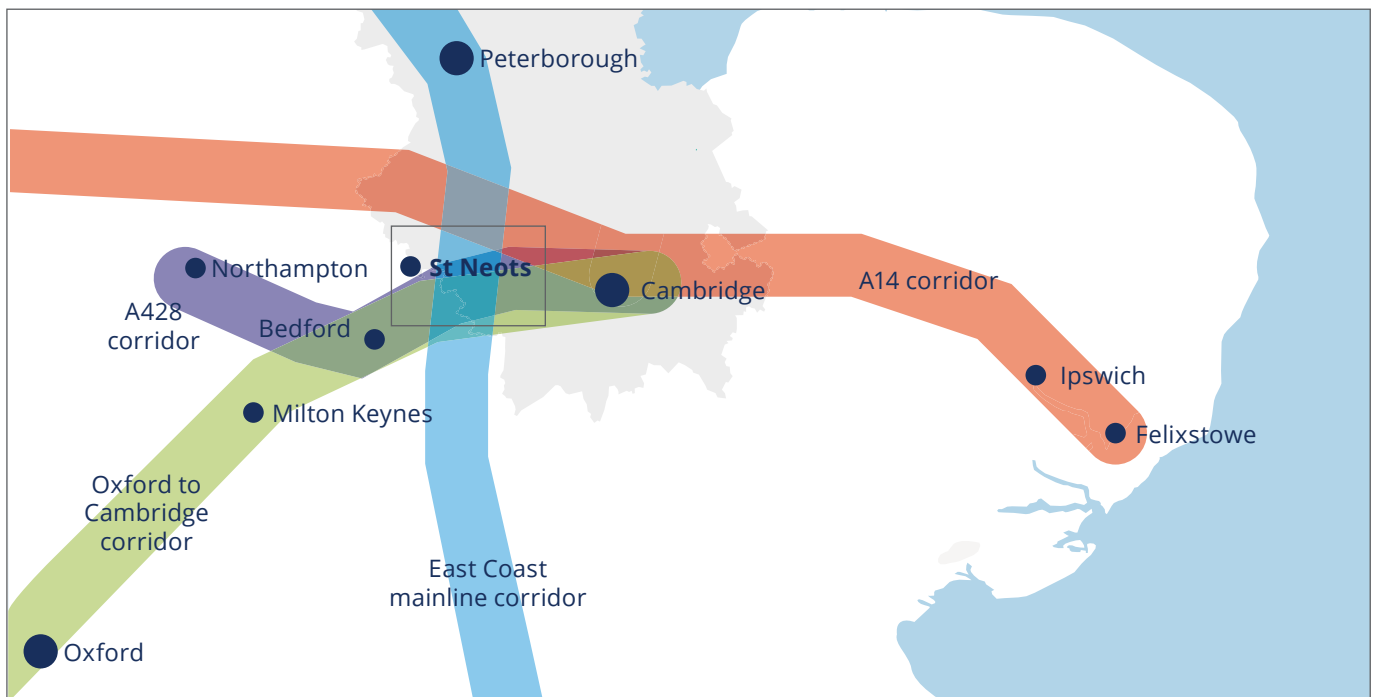 Peterborough
Northampton
St Neots
A428
corridor
Bedford
Cambridge
A14 corridor
Ipswich
Milton Keynes
Felixstowe
Oxford to
Cambridge
corridor
East Coast
mainline corridor
Oxford